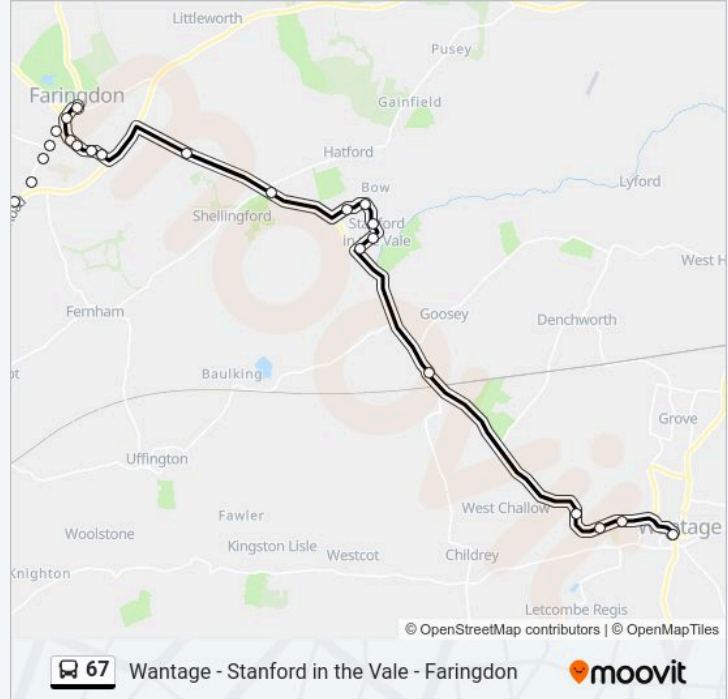 Littleworth
Pusey
Faringdon
Gainfield
Hatford
Bow
Lyford
Shellingford
Stanford
in the Vale
West H
Fernham
Goosey
Denchworth
Baulking
Grove
Uffington
West Challow
Fawler
Wantage
Woolstone
Kingston Lisle
Westcot
Childrey
Knighton
Letcombe Regis
© OpenStreetMap contributors | © OpenMapTiles
67 Wantage - Stanford in the Vale - Faringdon
moovit
moovit